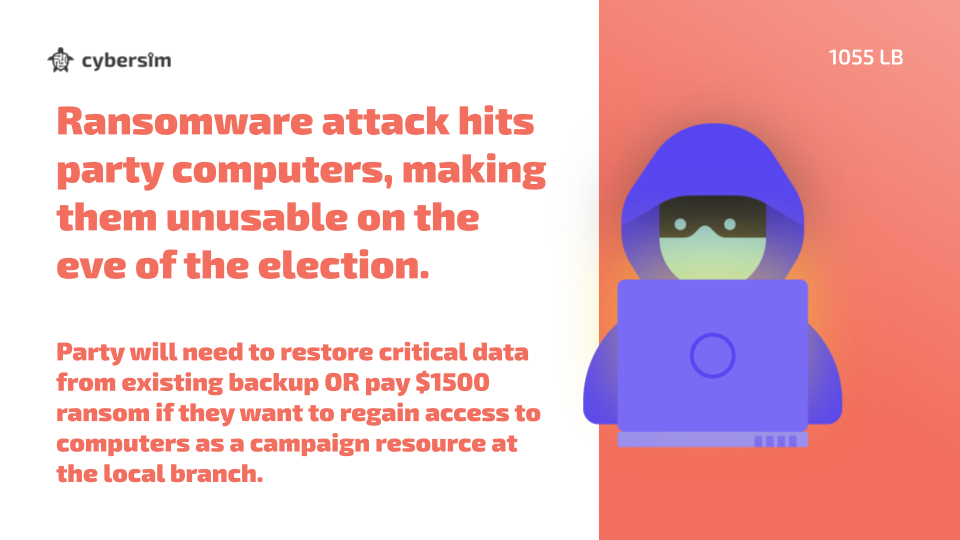 cybersim
1055 LB
Ransomware attack hits
party computers, making
them unusable on the
eve of the election.
Party will need to restore critical data
from existing backup OR pay $1500
ransom if they want to regain access to
computers as a campaign resource at
the local branch.